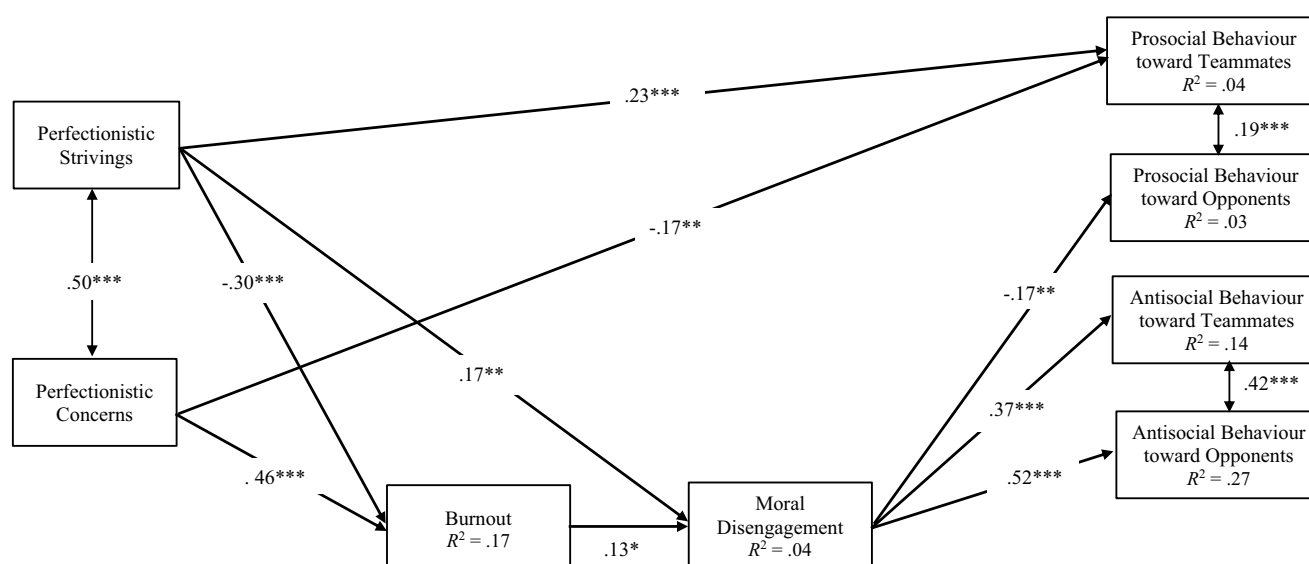 Prosocial Behaviour
toward Teammates
R² = .04
.23***
.19***
Perfectionistic
Strivings
Prosocial Behaviour
toward Opponents
R² = .03
-.17**
.50***
-.30***
-.17**
Antisocial Behaviour
toward Teammates
R² = .14
.17**
.42***
Perfectionistic
Concerns
.37***
Antisocial Behaviour
toward Opponents
R² = .27
. 46***
.52***
Burnout
R² = .17
.13*
Moral
Disengagement
R² = .04